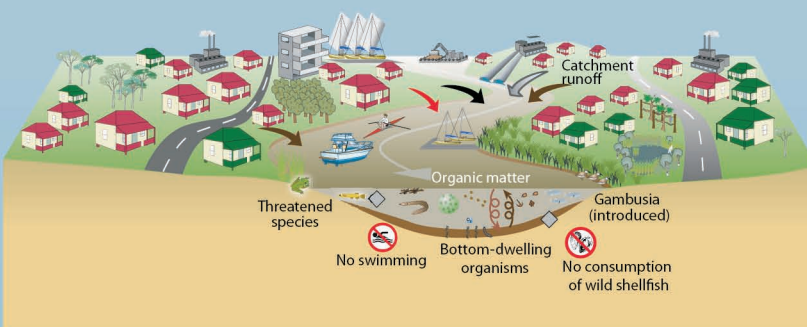 Catchment
runoff
Organic matter
Threatened
species
Gambusia
(introduced)
No swimming
Bottom-dwelling
organisms
No consumption
of wild shellfish